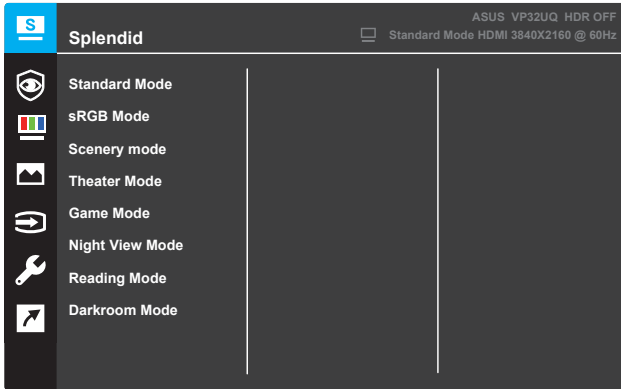 S
ASUS VP32UQ HDR OFF
Splendid
Standard Mode HDMI 3840X2160 @ 60Hz
Standard Mode
sRGB Mode
Scenery mode
Theater Mode
Game Mode
Night View Mode
Reading Mode
Darkroom Mode